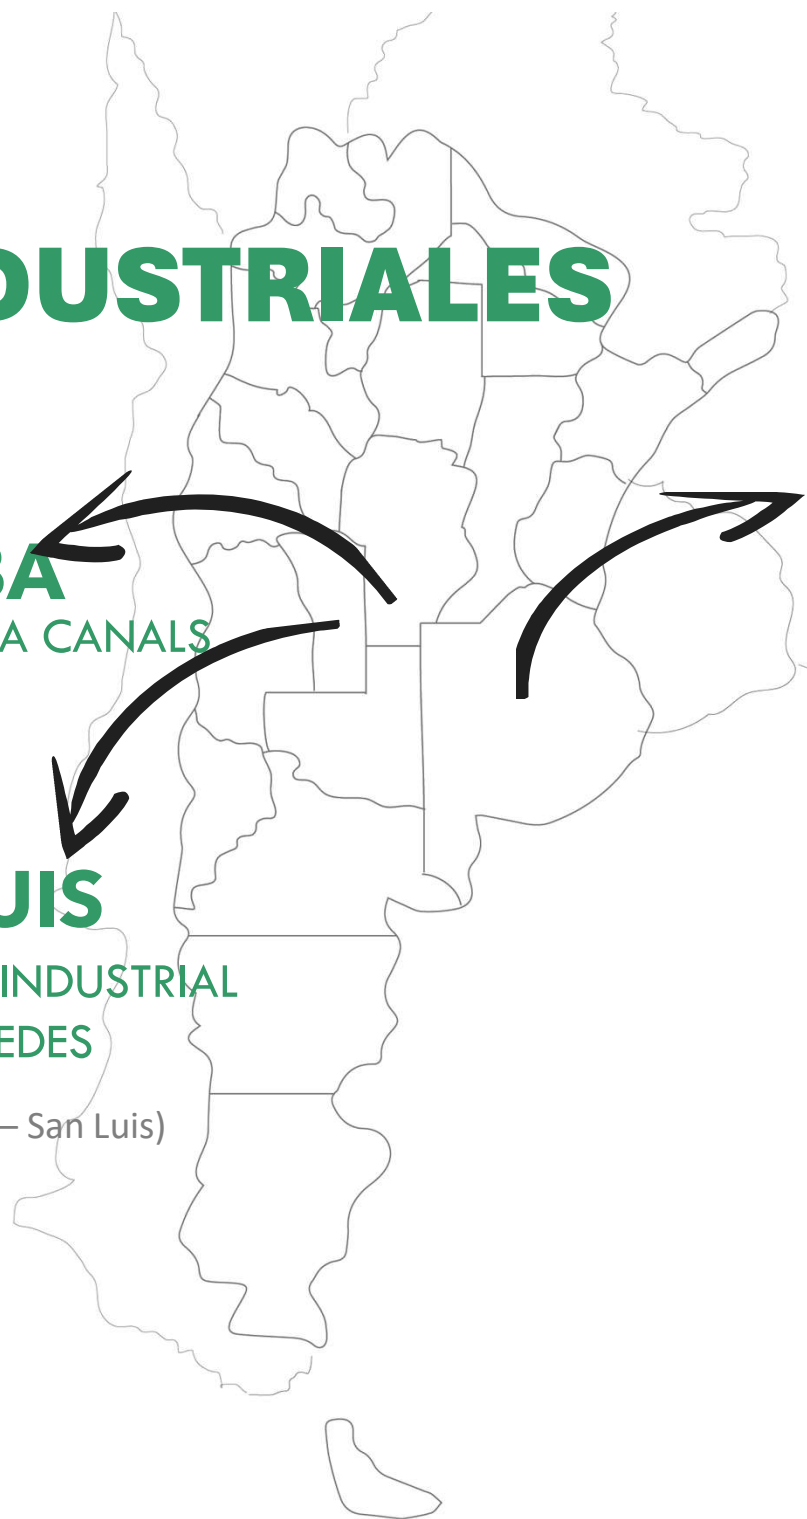 DUSTRIALES
BA
A CANALS
UIS
INDUSTRIAL
EDES
– San Luis)